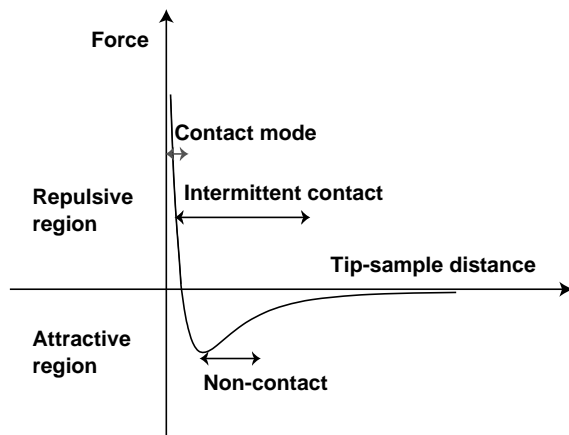 Force
Contact mode
Repulsive
region
Intermittent contact
Tip-sample distance
Attractive
region
Non-contact